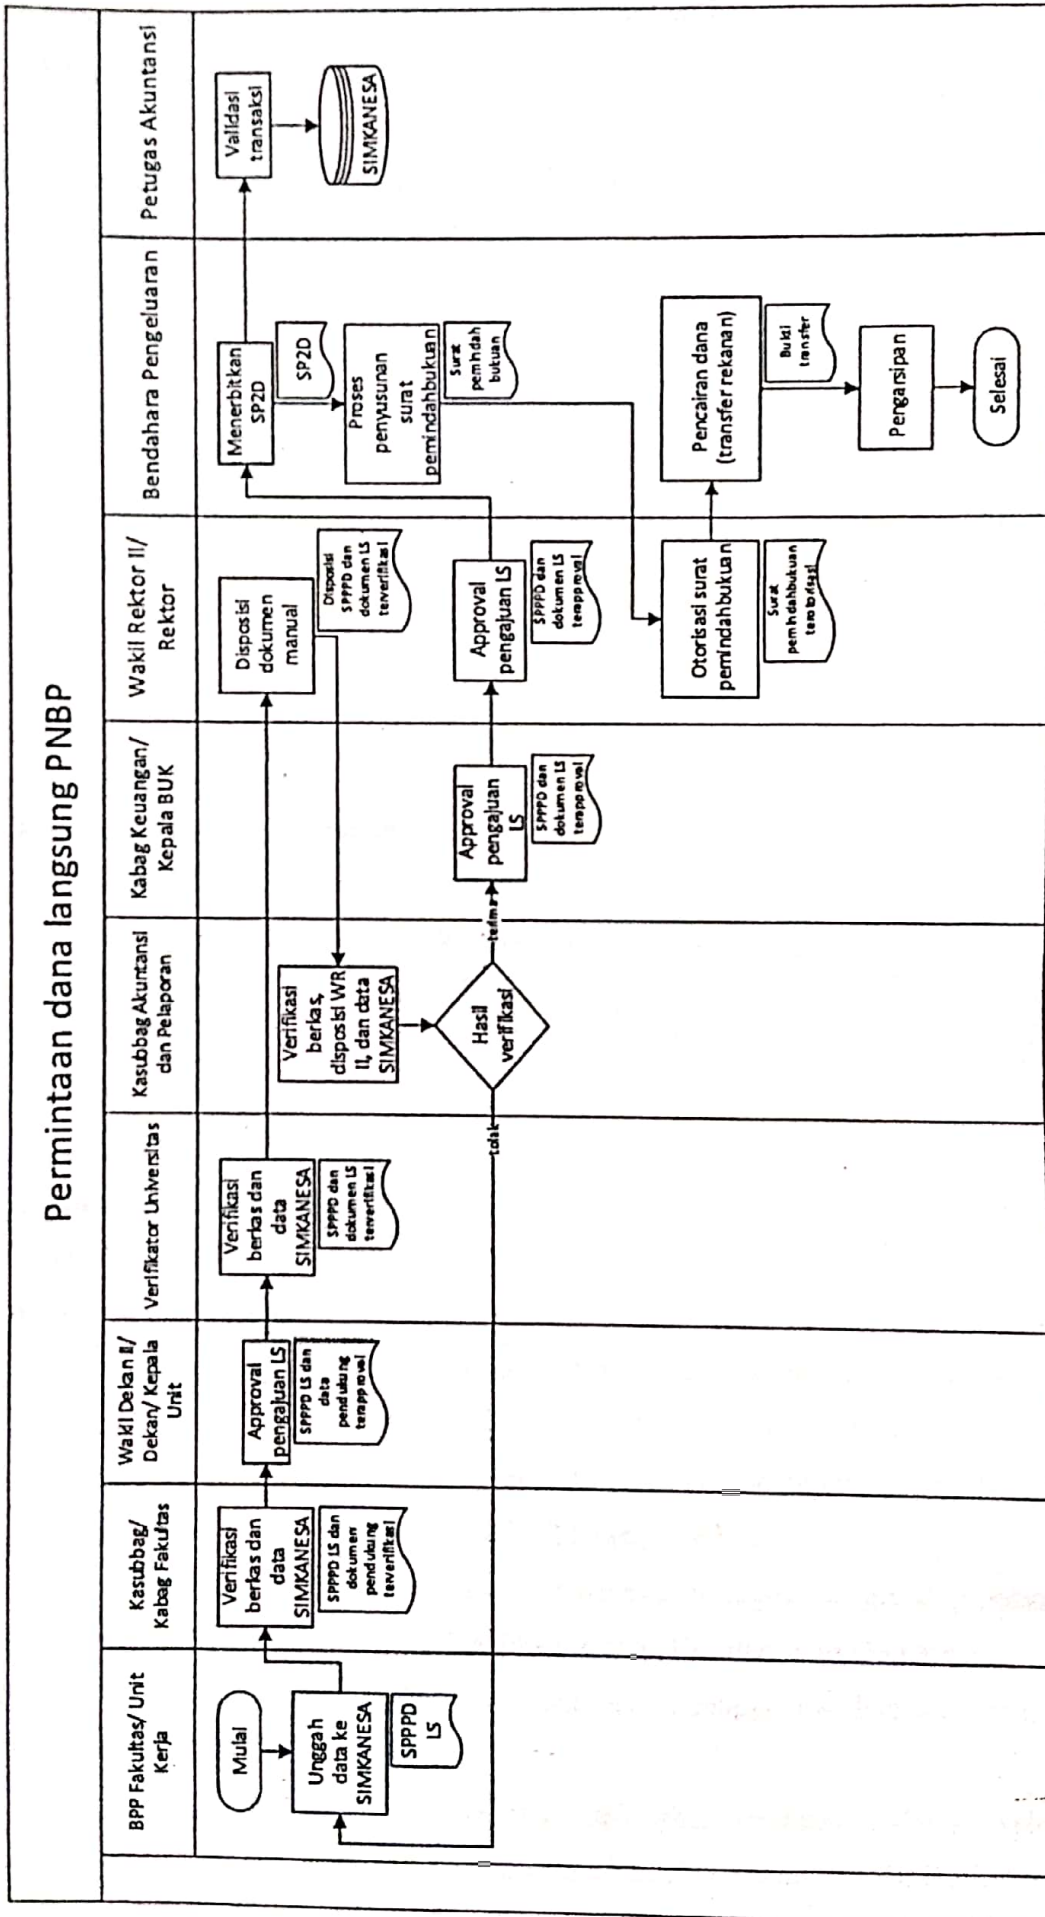 Permintaan dana langsung PNBP
BPP Fakultas/ Unit
Kerja
Kasubbag/
Kabag Fakultas
Wakil Dekan II/
Dekan/ Kepala
Unit
Verifikator Universitas
Kasubbag Akuntansi
dan Pelaporan
Kabag Keuangan/
Kepala BUK
Wakil Rektor II/
Rektor
Bendahara Pengeluaran
Petugas Akuntansi
Mulai
Unggah
data ke
SIMKANESA
SPPPD
LS
Verifikasi
berkas dan
data
SIMKANESA
SPPPD LS dan
dokumen
pendukung
terverifikasi
Approval
pengajuan LS
SPPPD LS dan
data
pendukung
terapproval
Verifikasi
berkas dan
data
SIMKANESA
SPPPD dan
dokumen LS
terverifikasi
Disposisi
dokumen
manual
Disposisi
SPPPD dan
dokumen LS
terverifikasi
Verifikasi
berkas,
disposisi WR
II, dan data
SIMKANESA
Hasil
verifikasi
tolak
terima
Approval
pengajuan
LS
SPPPD dan
dokumen LS
terapproval
Approval
pengajuan LS
SPPPD dan
dokumen LS
terapproval
Menerbitkan
SP2D
SP2D
Validasi
transaksi
SIMKANESA
Proses
penyusunan
surat
pemindahbukuan
Surat
pemindah
bukuan
Otorisasi surat
pemindahbukuan
Surat
pemindahbukuan
terotorisasi
Pencairan dana
(transfer rekanan)
Bukti
transfer
Pengarsipan
Selesai